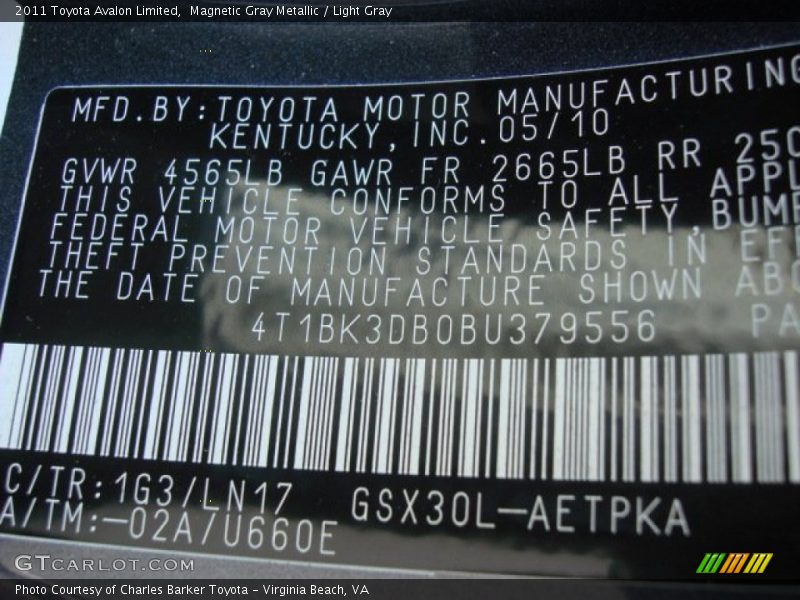 2011 Toyota Avalon Limited, Magnetic Gray Metallic / Light Gray
MFD.BY:TOYOTA MOTOR MANUFACTURING
KENTUCKY,INC.05/10
GVWR 4565LB GAWR FR 2665LB RR
THIS VEHICLE CONFORMS TO ALL
FEDERAL MOTOR VEHICLE SAFETY,
THEFT PREVENTION STANDARDS IN
THE DATE OF MANUFACTURE SHOWN
4T1BK3DB0BU379556
C/TR:1G3/LN17 GSX30L-AETPKA
A/TM:-02A/U660E
GTCARLOT.COM
Photo Courtesy of Charles Barker Toyota - Virginia Beach, VA